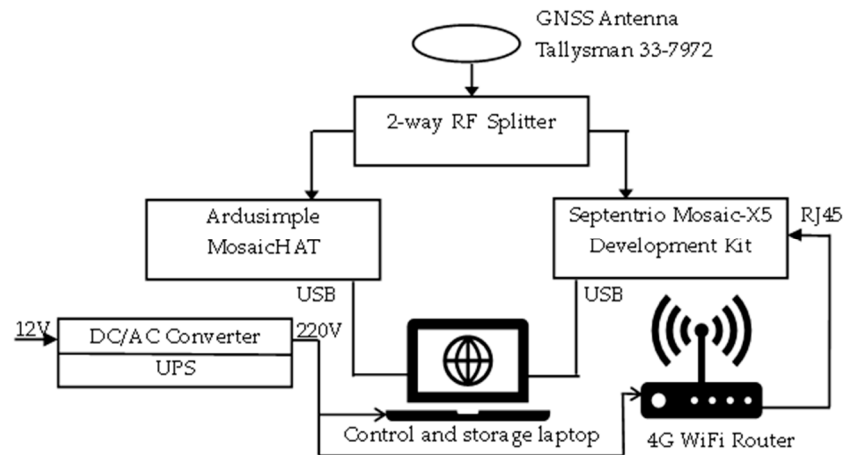 GNSS Antenna
Tallysman 33-7972
2-way RF Splitter
Ardusimple
MosaicHAT
Septentrio Mosaic-X5
Development Kit
RJ45
USB
USB
12V
DC/AC Converter
220V
UPS
Control and storage laptop
4G WiFi Router